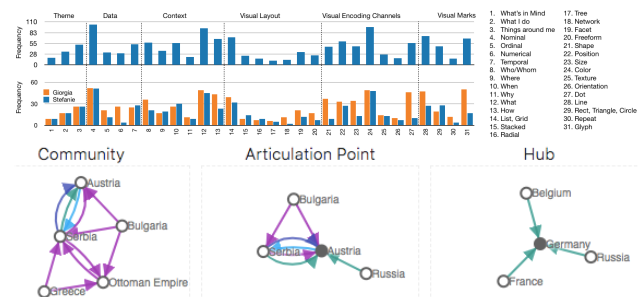 Theme Data Context Visual Layout Visual Encoding Channels Visual Marks
Frequency
110
80
55
30
0
Frequency
60
30
0
Giorgia
Stefanie
1 2 3 4 5 6 7 8 9 10 11 12 13 14 15 16 17 18 19 20 21 22 23 24 25 26 27 28 29 30 31
1. What's in Mind
2. What I do
3. Things around me
4. Nominal
5. Ordinal
6. Numerical
7. Temporal
8. Who/Whom
9. Where
10. When
11. Why
12. What
13. How
14. List, Grid
15. Stacked
16. Radial
17. Tree
18. Network
19. Facet
20. Freeform
21. Shape
22. Position
23. Size
24. Color
25. Texture
26. Orientation
27. Dot
28. Line
29. Rect, Triangle, Circle
30. Repeat
31. Glyph
Community
Austria
Bulgaria
Serbia
Ottoman Empire
Greece
Articulation Point
Bulgaria
Serbia
Austria
Russia
Hub
Belgium
Germany
Russia
France